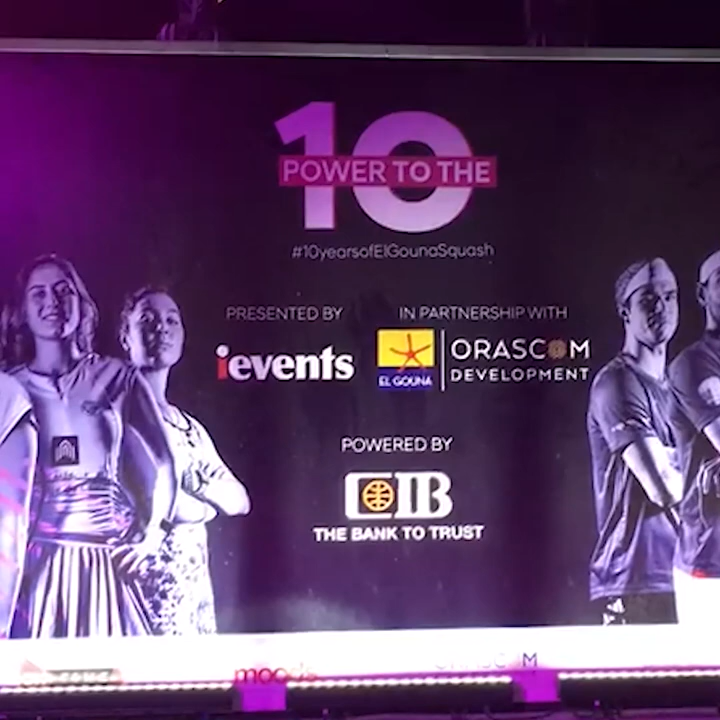 10
POWER TO THE
#10yearsofElGounaSquash
PRESENTED BY
IN PARTNERSHIP WITH
ievents
EL GOUNA
ORASCOM
DEVELOPMENT
POWERED BY
CIB
THE BANK TO TRUST
moods